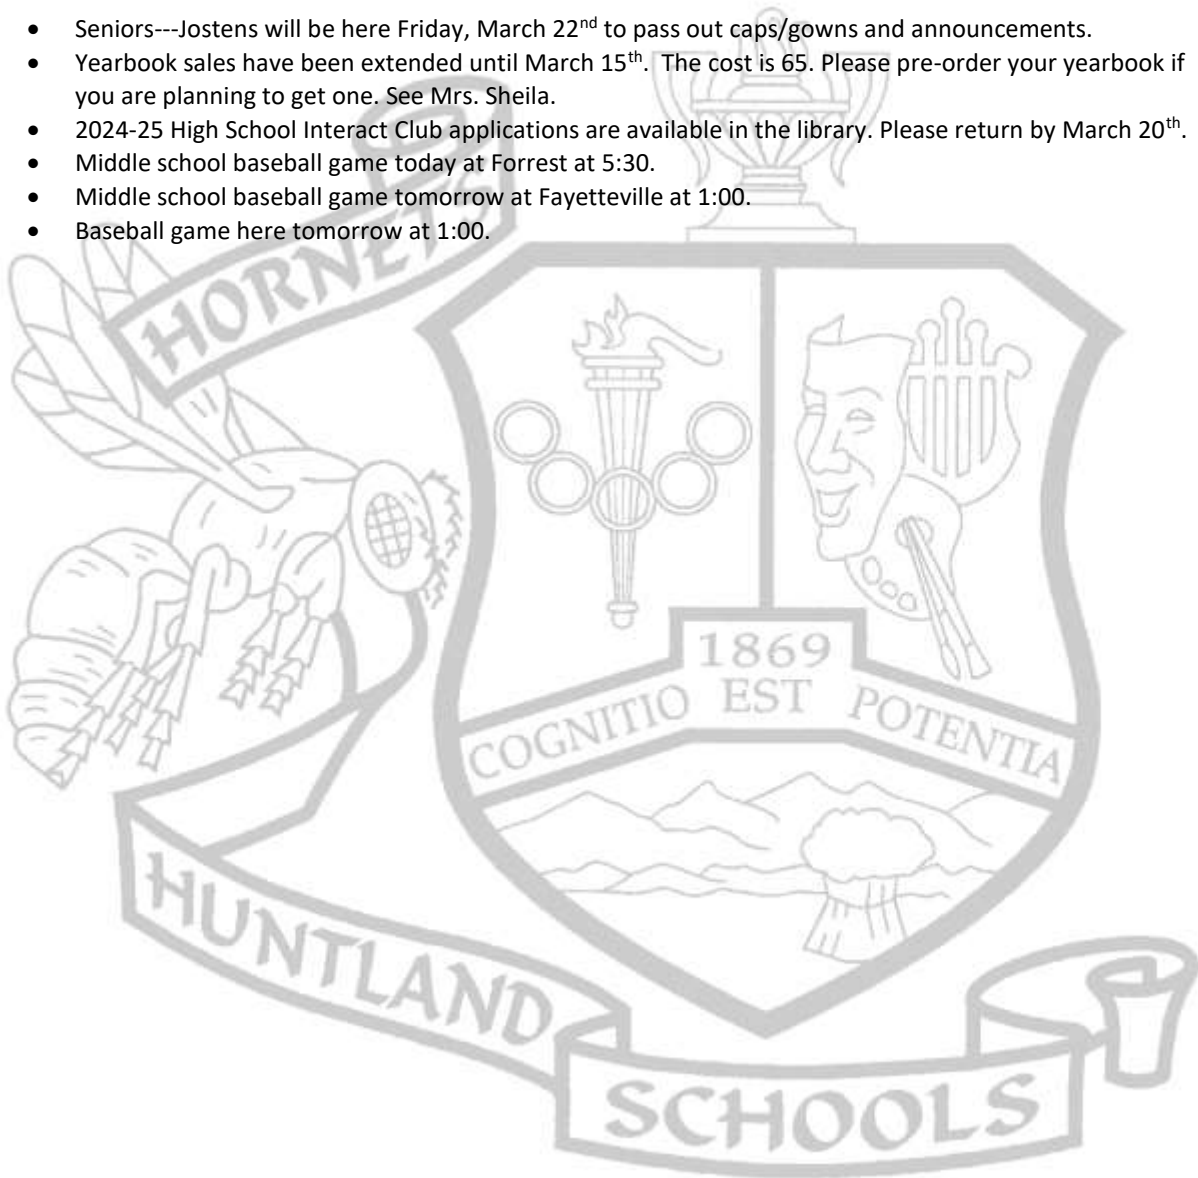 • Seniors---Jostens will be here Friday, March 22nd to pass out caps/gowns and announcements.
• Yearbook sales have been extended until March 15th. The cost is 65. Please pre-order your yearbook if
you are planning to get one. See Mrs. Sheila.
• 2024-25 High School Interact Club applications are available in the library. Please return by March 20th.
• Middle school baseball game today at Forrest at 5:30.
• Middle school baseball game tomorrow at Fayetteville at 1:00.
• Baseball game here tomorrow at 1:00.
HORNETS
1869
COGNITIO EST POTENTIA
HUNTLAND
SCHOOLS